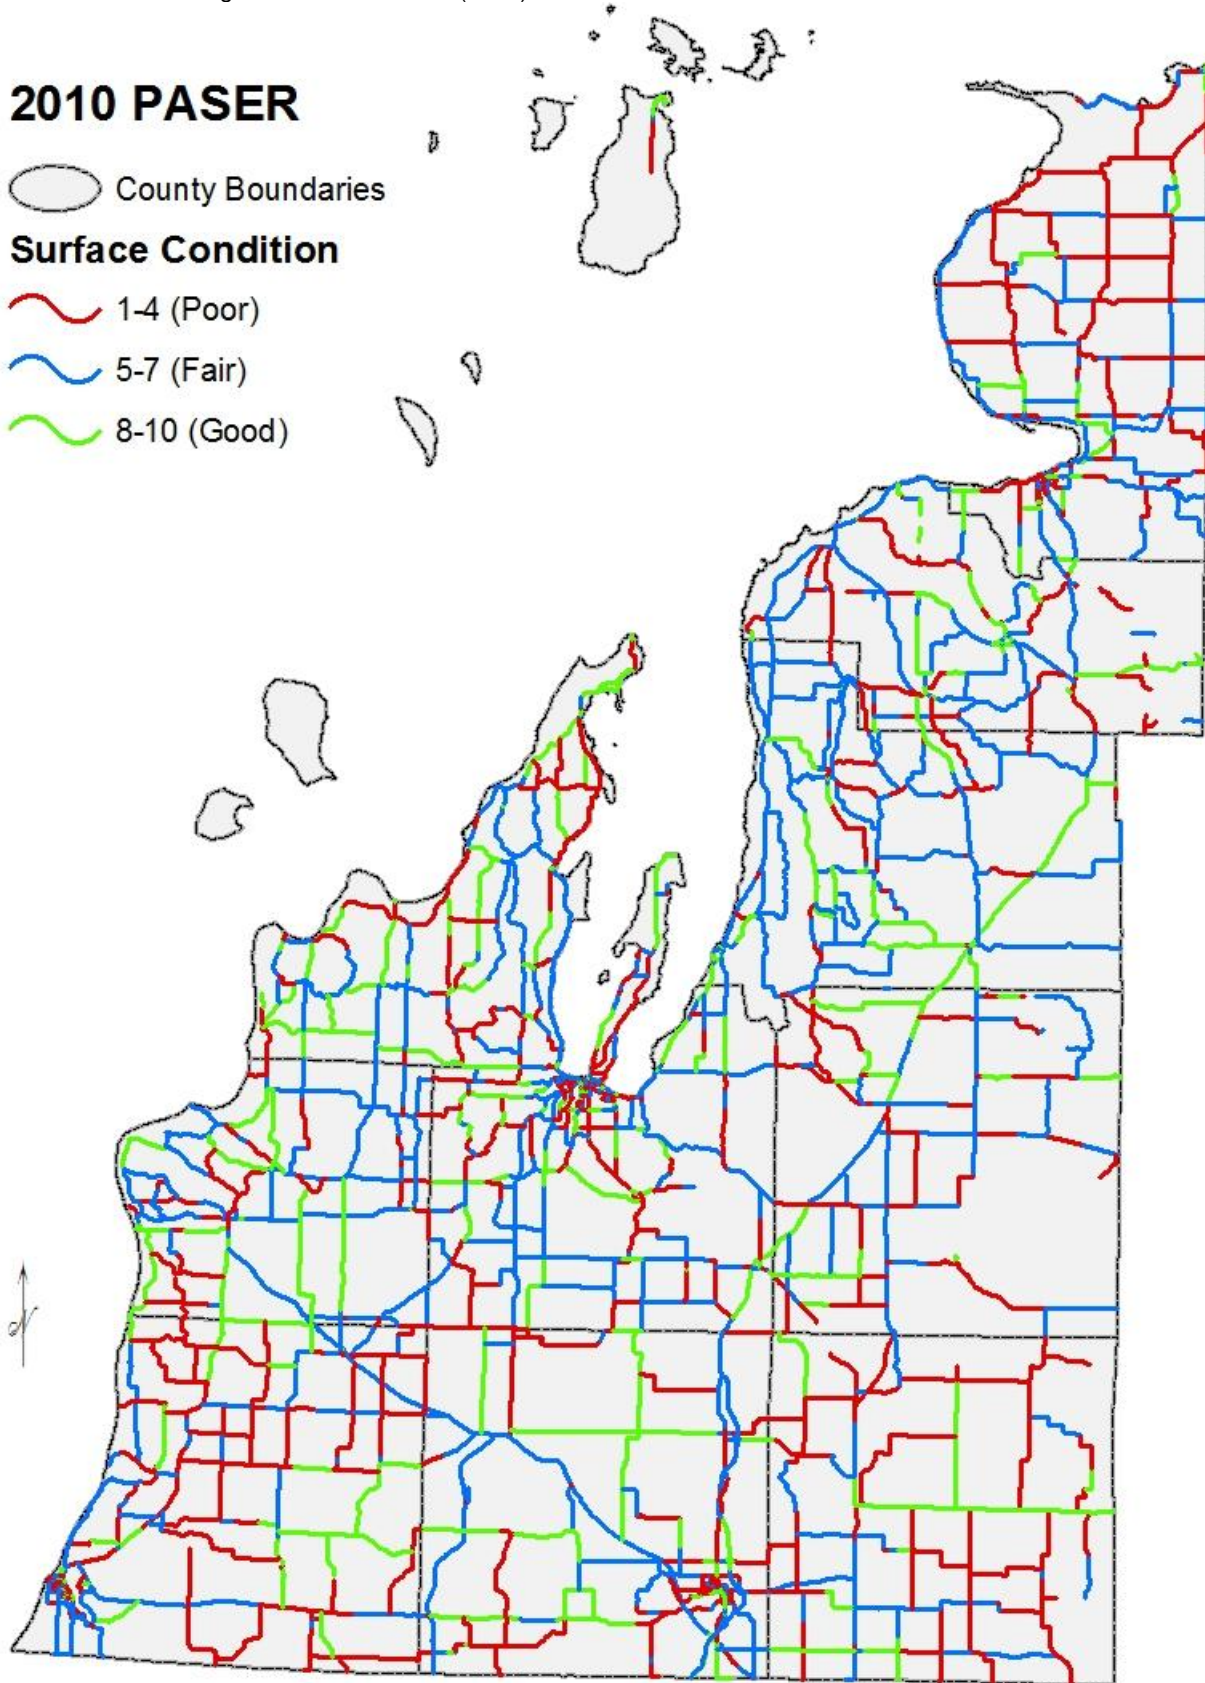 2010 PASER
County Boundaries
Surface Condition
1-4 (Poor)
5-7 (Fair)
8-10 (Good)